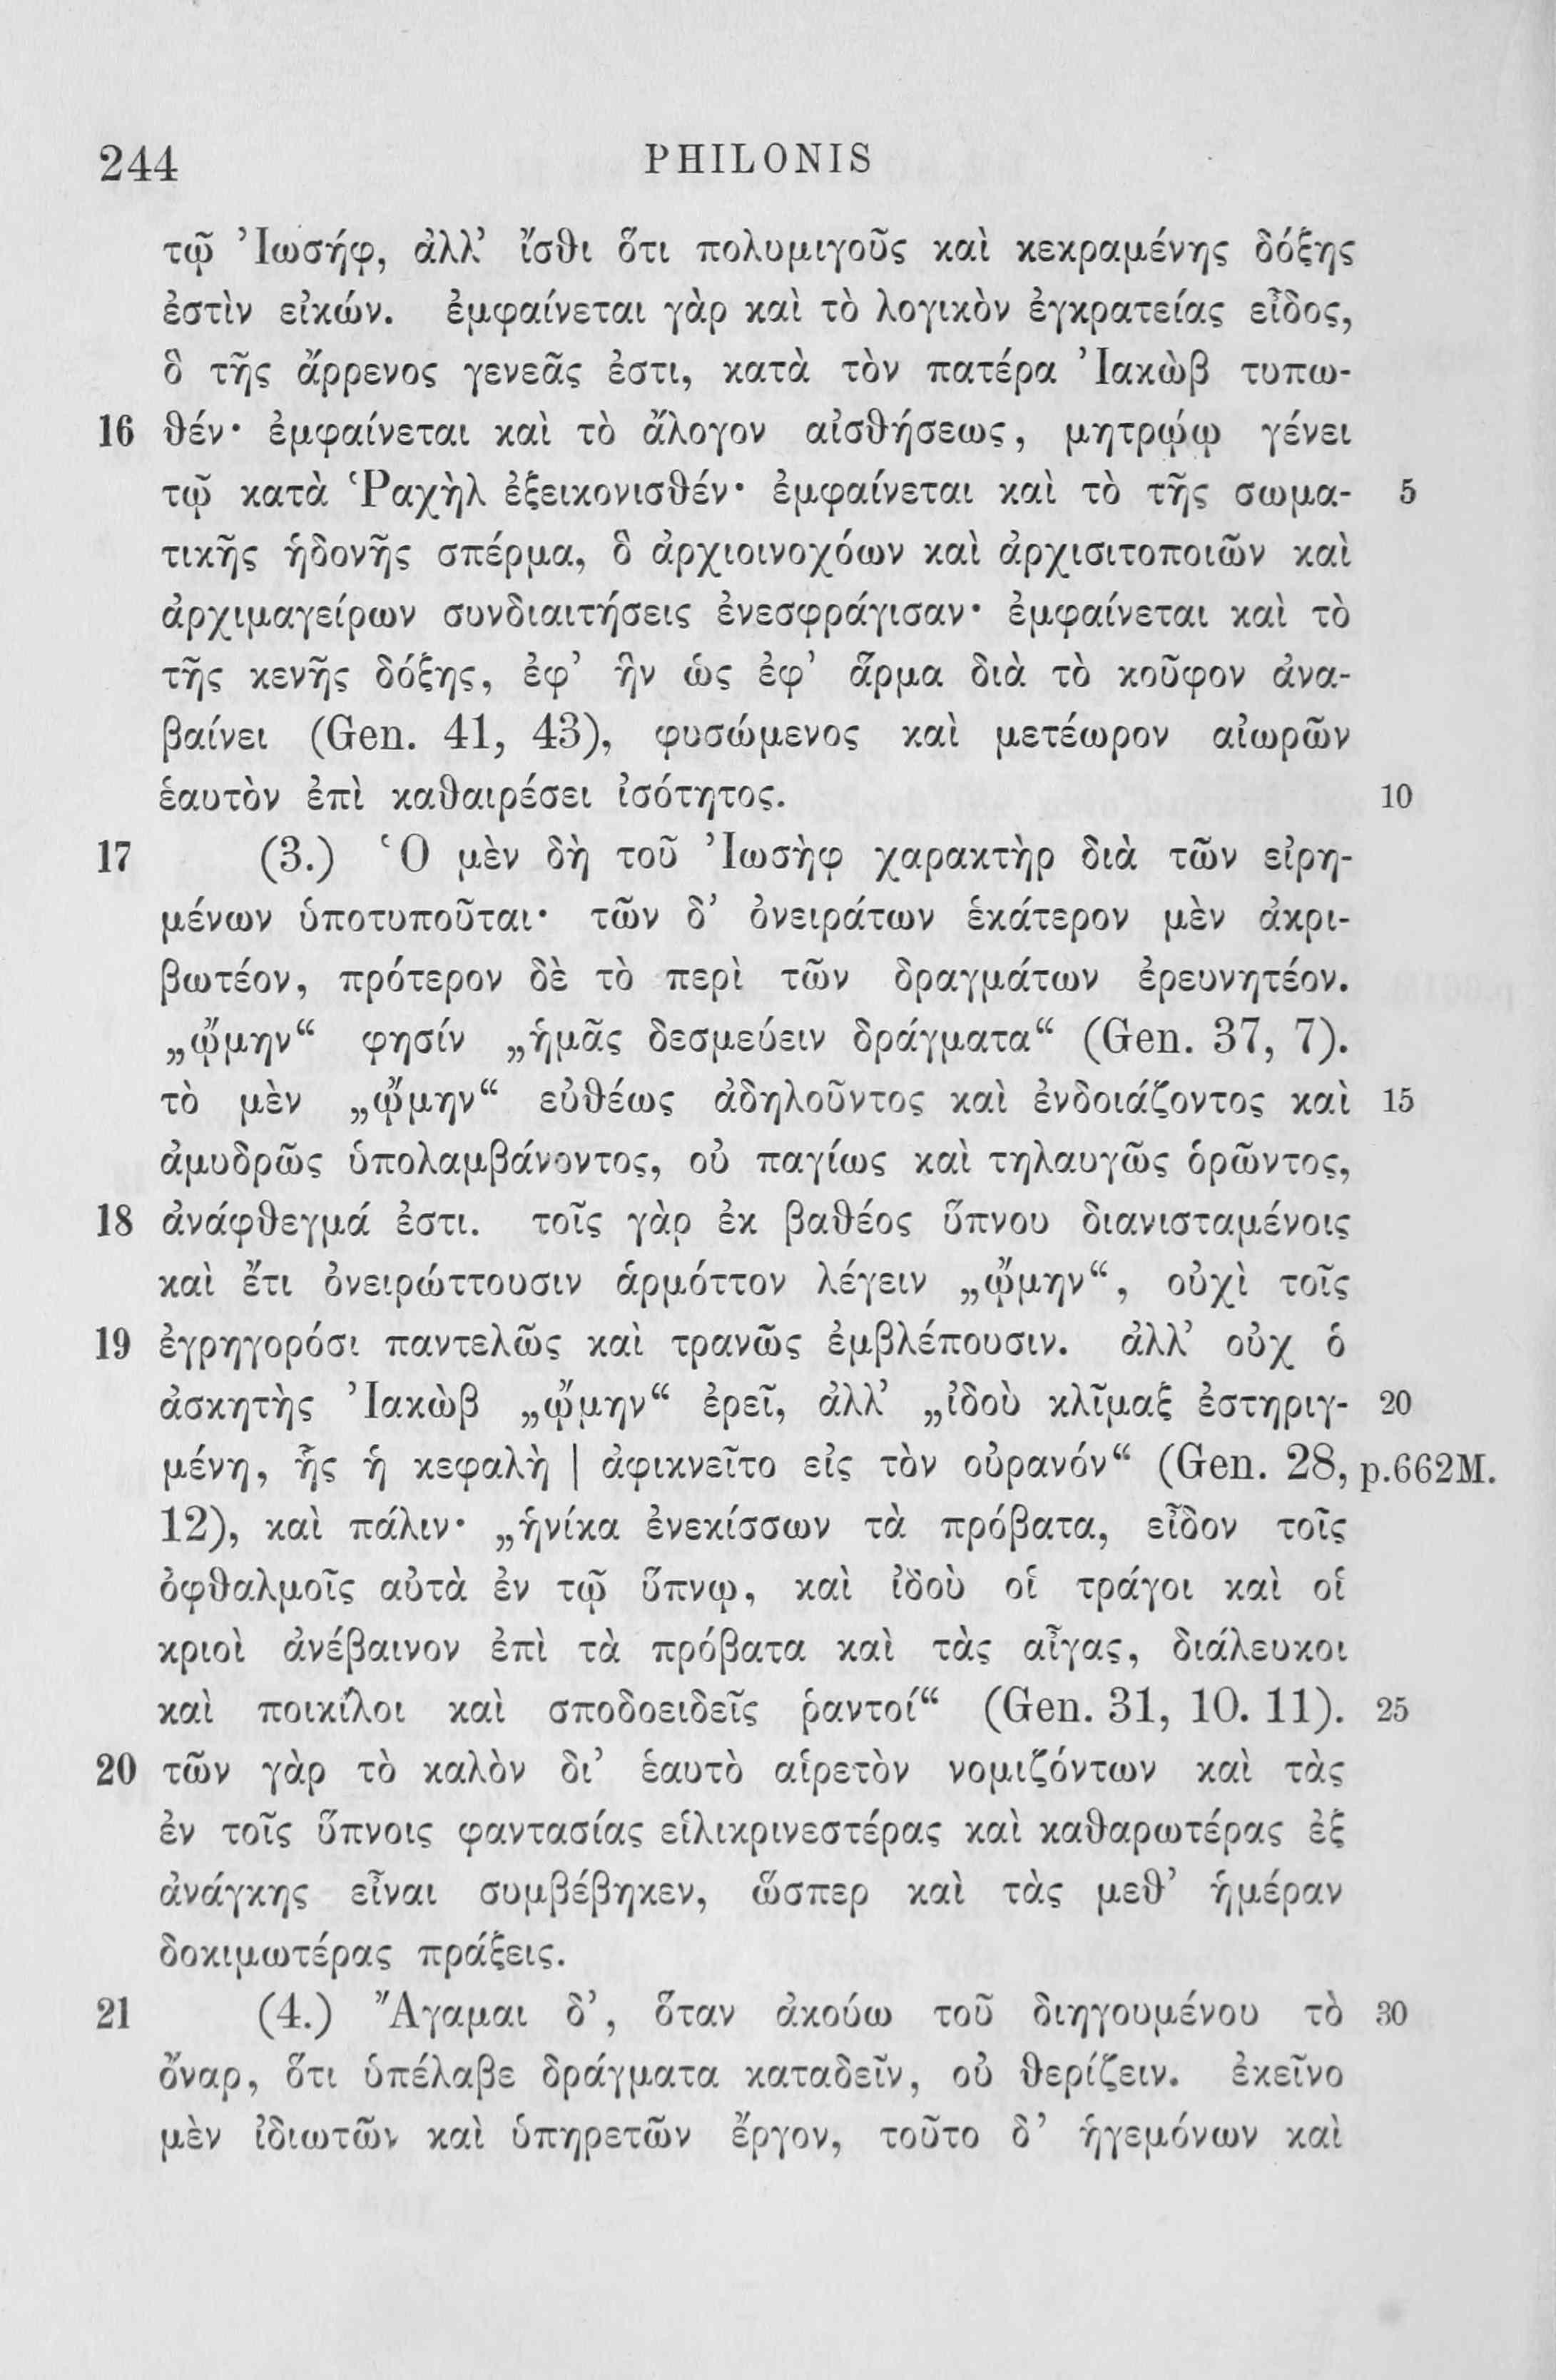 244 PHILONIS
τῷ Ἰωσήφ, ἀλλ’ ἴσθι ὅτι πολυμιγοῦς καὶ κεκραμένης δόξης
ἐστὶν εἰκών. ἐμφαίνεται γὰρ καὶ τὸ λογικὸν ἐγκρατείας εἶδος,
ὃ τῆς ἄρρενος γενεᾶς ἐστι, κατὰ τὸν πατέρα Ἰακὼβ τυπω-
16 θέν· ἐμφαίνεται καὶ τὸ ἄλογον αἰσθήσεως, μητρῴῳ γένει
τῷ κατὰ Ῥαχὴλ ἐξεικονισθέν· ἐμφαίνεται καὶ τὸ τῆς σωμα- 5
τικῆς ἡδονῆς σπέρμα, ὃ ἀρχιοινοχόων καὶ ἀρχισιτοποιῶν καὶ
ἀρχιμαγείρων συνδιαιτήσεις ἐνεσφράγισαν· ἐμφαίνεται καὶ τὸ
τῆς κενῆς δόξης, ἐφ’ ἣν ὡς ἐφ’ ἅρμα διὰ τὸ κοῦφον ἀνα-
βαίνει (Gen. 41, 43), φυσώμενος καὶ μετέωρον αἰωρῶν
ἑαυτὸν ἐπὶ καθαιρέσει ἰσότητος. 10
17 (3.) Ὁ μὲν δὴ τοῦ Ἰωσὴφ χαρακτὴρ διὰ τῶν εἰρη-
μένων ὑποτυποῦται· τῶν δ’ ὀνειράτων ἑκάτερον μὲν ἀκρι-
βωτέον, πρότερον δὲ τὸ περὶ τῶν δραγμάτων ἐρευνητέον.
„ᾤμην“ φησίν „ἡμᾶς δεσμεύειν δράγματα“ (Gen. 37, 7).
τὸ μὲν „ᾤμην“ εὐθέως ἀδηλοῦντος καὶ ἐνδοιάζοντος καὶ 15
ἀμυδρῶς ὑπολαμβάνοντος, οὐ παγίως καὶ τηλαυγῶς ὁρῶντος,
18 ἀνάφθεγμά ἐστι. τοῖς γὰρ ἐκ βαθέος ὕπνου διανισταμένοις
καὶ ἔτι ὀνειρώττουσιν ἁρμόττον λέγειν „ᾤμην“, οὐχὶ τοῖς
19 ἐγρηγορόσι παντελῶς καὶ τρανῶς ἐμβλέπουσιν. ἀλλ’ οὐχ ὁ
ἀσκητὴς Ἰακὼβ „ᾤμην“ ἐρεῖ, ἀλλ’ „ἰδοὺ κλῖμαξ ἐστηριγ- 20
μένη, ἧς ἡ κεφαλὴ | ἀφικνεῖτο εἰς τὸν οὐρανόν“ (Gen. 28, p.662M.
12), καὶ πάλιν· „ἡνίκα ἐνεκίσσων τὰ πρόβατα, εἶδον τοῖς
ὀφθαλμοῖς αὐτὰ ἐν τῷ ὕπνῳ, καὶ ἰδοὺ οἱ τράγοι καὶ οἱ
κριοὶ ἀνέβαινον ἐπὶ τὰ πρόβατα καὶ τὰς αἶγας, διάλευκοι
καὶ ποικίλοι καὶ σποδοειδεῖς ῥαντοί“ (Gen. 31, 10. 11). 25
20 τῶν γὰρ τὸ καλὸν δι’ ἑαυτὸ αἱρετὸν νομιζόντων καὶ τὰς
ἐν τοῖς ὕπνοις φαντασίας εἱλικρινεστέρας καὶ καθαρωτέρας ἐξ
ἀνάγκης εἶναι συμβέβηκεν, ὥσπερ καὶ τὰς μεθ’ ἡμέραν
δοκιμωτέρας πράξεις.
21 (4.) Ἄγαμαι δ’, ὅταν ἀκούω τοῦ διηγουμένου τὸ 30
ὄναρ, ὅτι ὑπέλαβε δράγματα καταδεῖν, οὐ θερίζειν. ἐκεῖνο
μὲν ἰδιωτῶν καὶ ὑπηρετῶν ἔργον, τοῦτο δ’ ἡγεμόνων καὶ